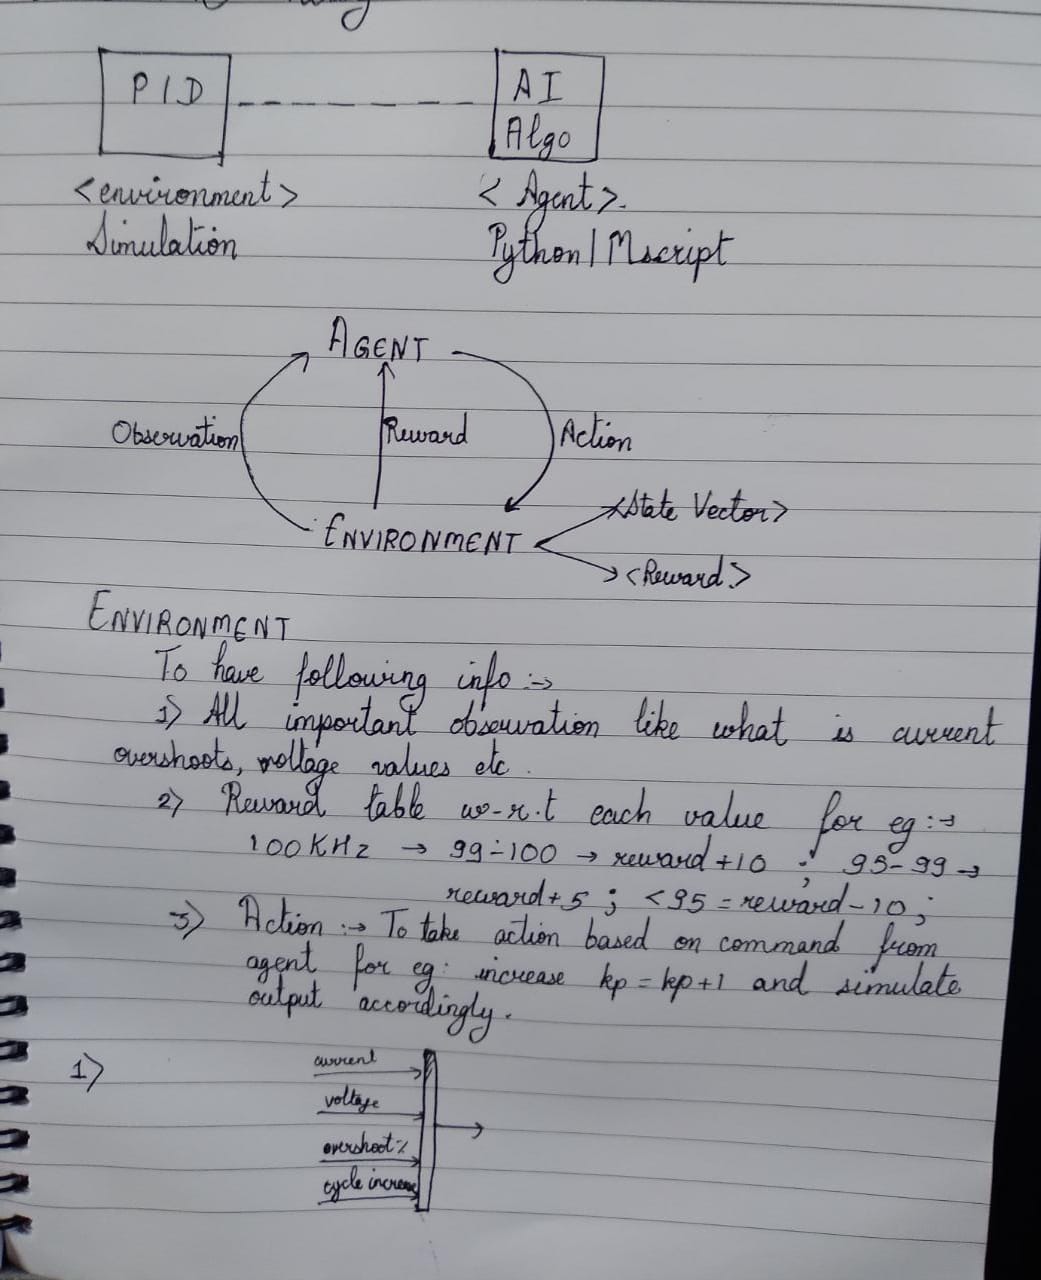 PID
AI
Algo
<environment>
Simulation
<Agent>.
Python/Mscript
AGENT
Observation
Reward
Action
ENVIRONMENT
<State Vector>
<Reward>
ENVIRONMENT
To have following info :→
1) All important observation like what is current
overshoots, voltage values etc.
2) Reward table w-r.t each value for eg:→
100KHz → 99-100 → reward+10 ; 95-99→
reward+5 ; <95 = reward-10;
3) Action :→ To take action based on command from
agent for eg: increase kp = kp+1 and simulate
output accordingly.
1)
current
voltage
overshoot%
cycle increase